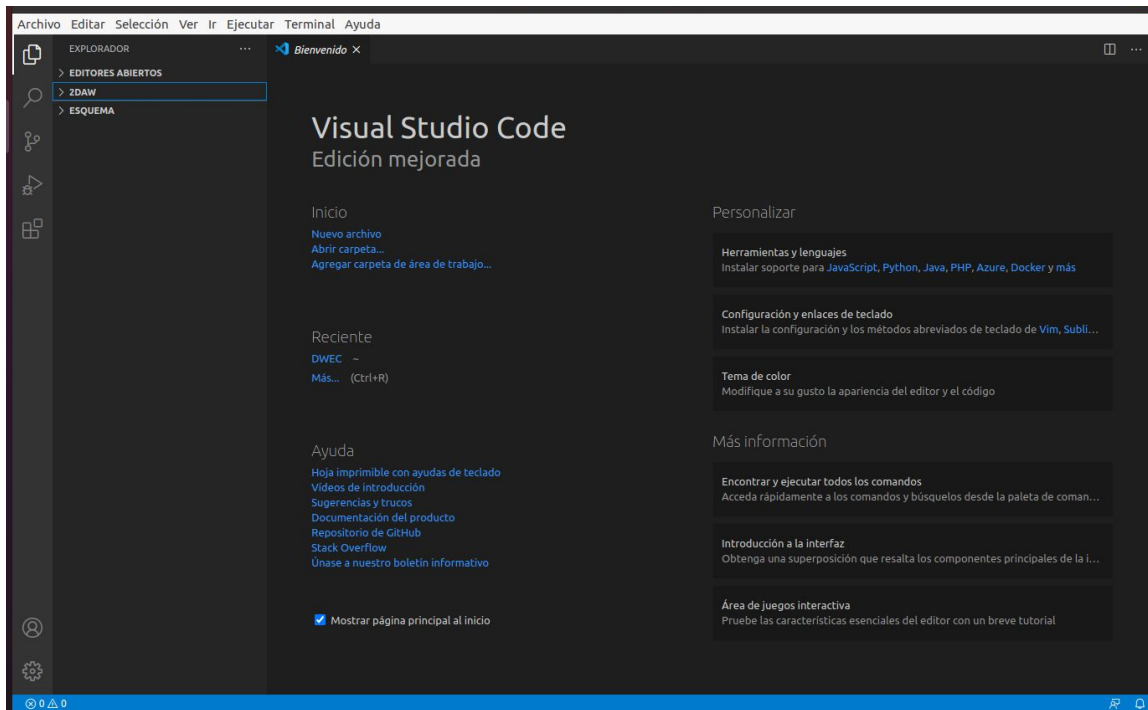 Archivo Editar Selección Ver Ir Ejecutar Terminal Ayuda
EXPLORADOR
Bienvenido
EDITORES ABIERTOS
2DAW
ESQUEMA
Visual Studio Code
Edición mejorada
Inicio
Nuevo archivo
Abrir carpeta...
Agregar carpeta de área de trabajo...
Reciente
DWEC ~
Más... (Ctrl+R)
Ayuda
Hoja imprimible con ayudas de teclado
Vídeos de introducción
Sugerencias y trucos
Documentación del producto
Repositorio de GitHub
Stack Overflow
Únase a nuestro boletín informativo
Mostrar página principal al inicio
Personalizar
Herramientas y lenguajes
Instalar soporte para JavaScript, Python, Java, PHP, Azure, Docker y más
Configuración y enlaces de teclado
Instalar la configuración y los métodos abreviados de teclado de Vim, Subli...
Tema de color
Modifique a su gusto la apariencia del editor y el código
Más información
Encontrar y ejecutar todos los comandos
Acceda rápidamente a los comandos y búsquelos desde la paleta de coman...
Introducción a la interfaz
Obtenga una superposición que resalta los componentes principales de la i...
Área de juegos interactiva
Pruebe las características esenciales del editor con un breve tutorial
0 0